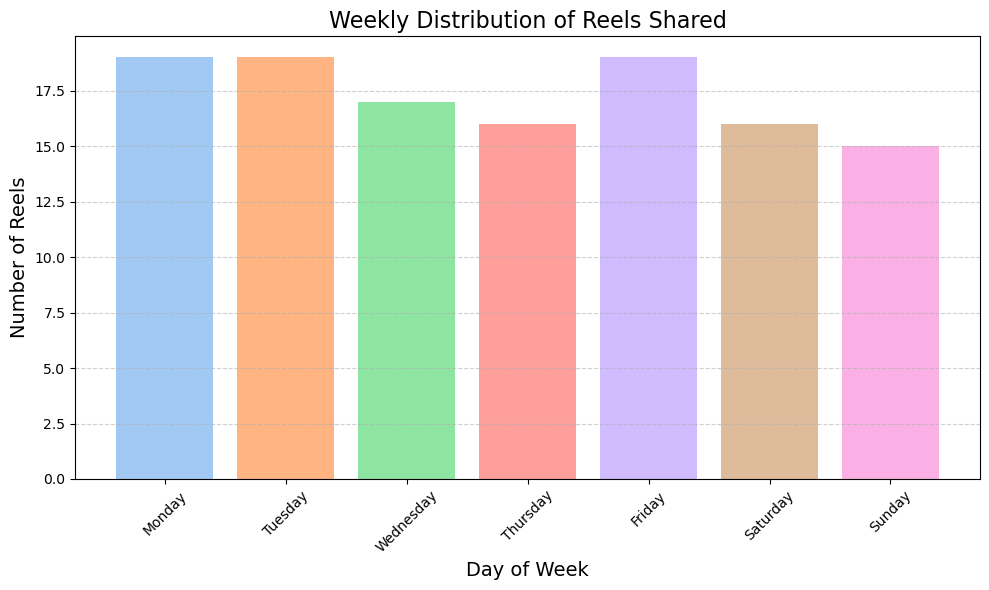 Weekly Distribution of Reels Shared
Number of Reels
17.5
15.0
12.5
10.0
7.5
5.0
2.5
0.0
Monday
Tuesday
Wednesday
Thursday
Friday
Saturday
Sunday
Day of Week